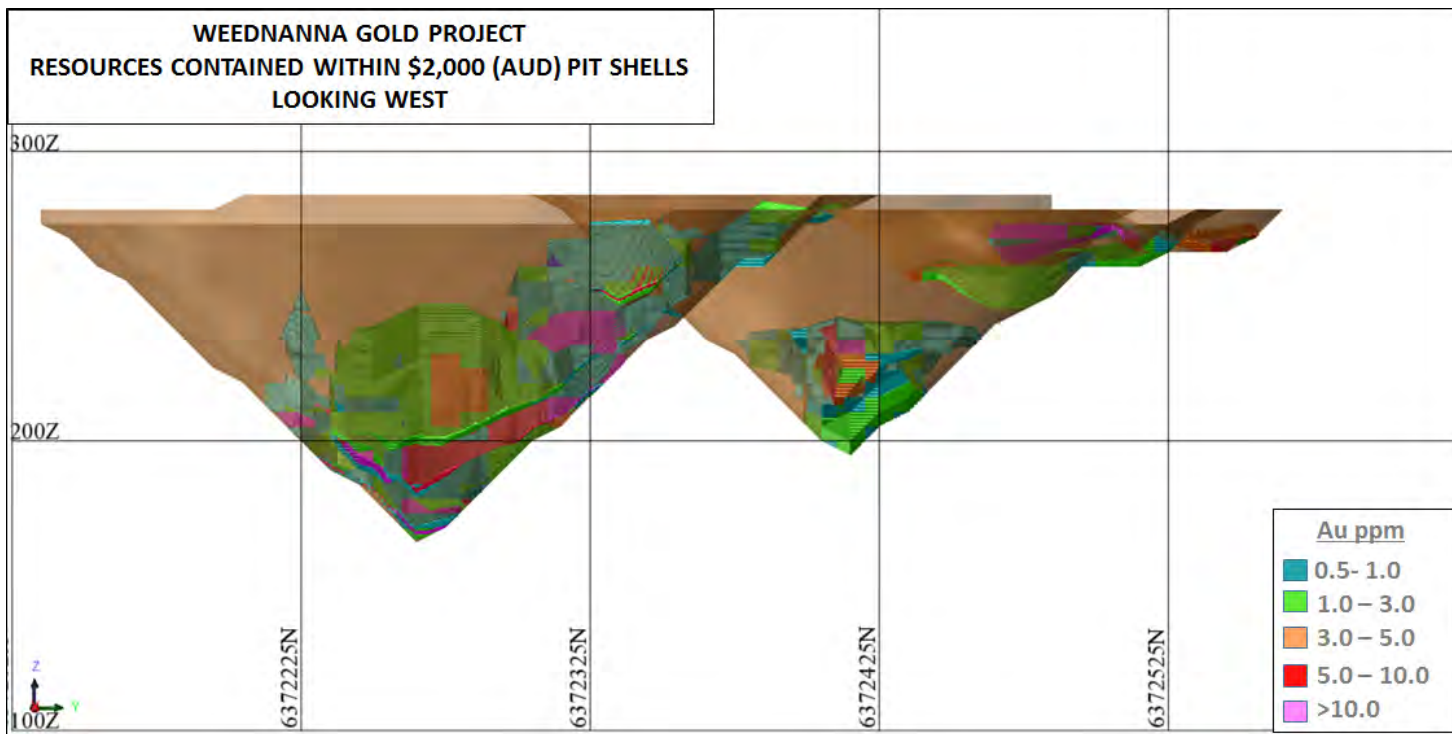 WEEDNANNA GOLD PROJECT
RESOURCES CONTAINED WITHIN $2,000 (AUD) PIT SHELLS
LOOKING WEST
300Z
200Z
100Z
6372225N
6372325N
6372425N
6372525N
Z
Y
Au ppm
0.5- 1.0
1.0 – 3.0
3.0 – 5.0
5.0 – 10.0
>10.0